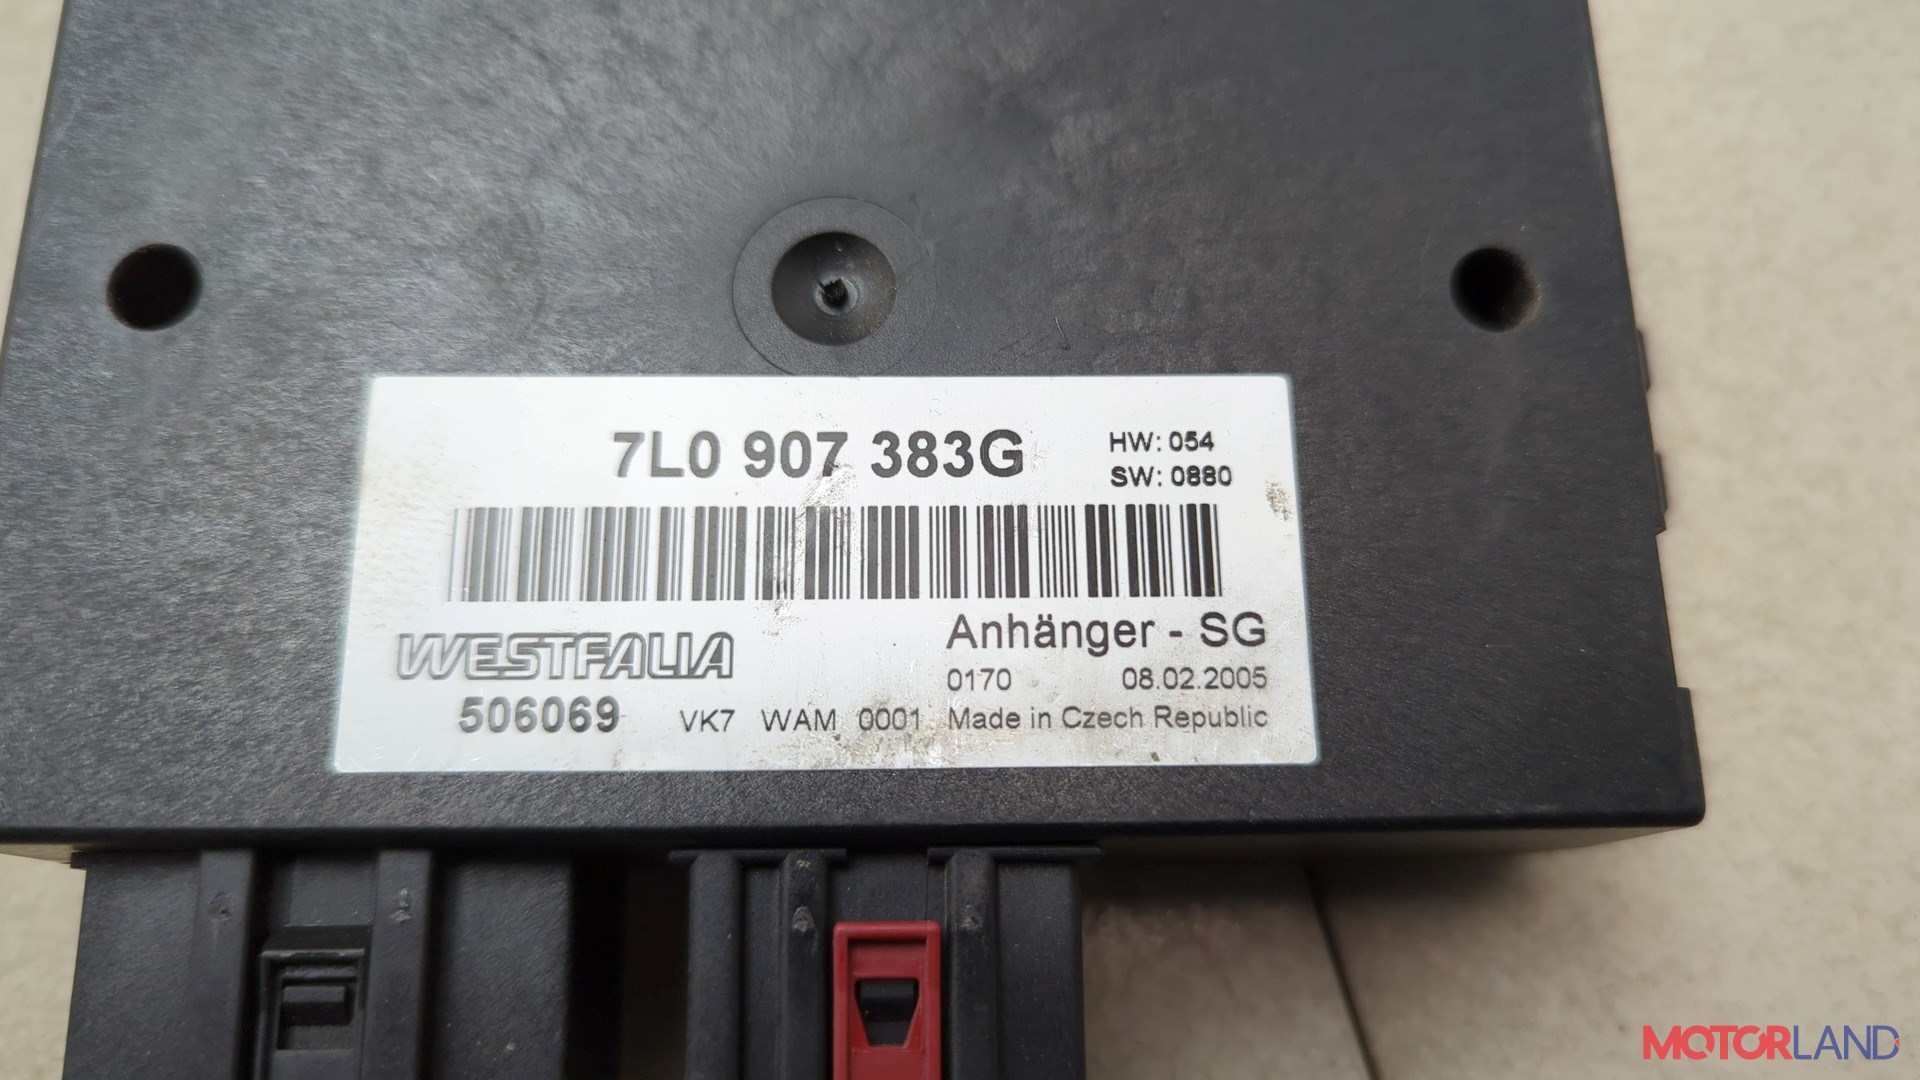 7L0 907 383G
HW: 054
SW: 0880
WESTFALIA
Anhänger - SG
0170 08.02.2005
506069 VK7 WAM 0001 Made in Czech Republic
MOTORLAND